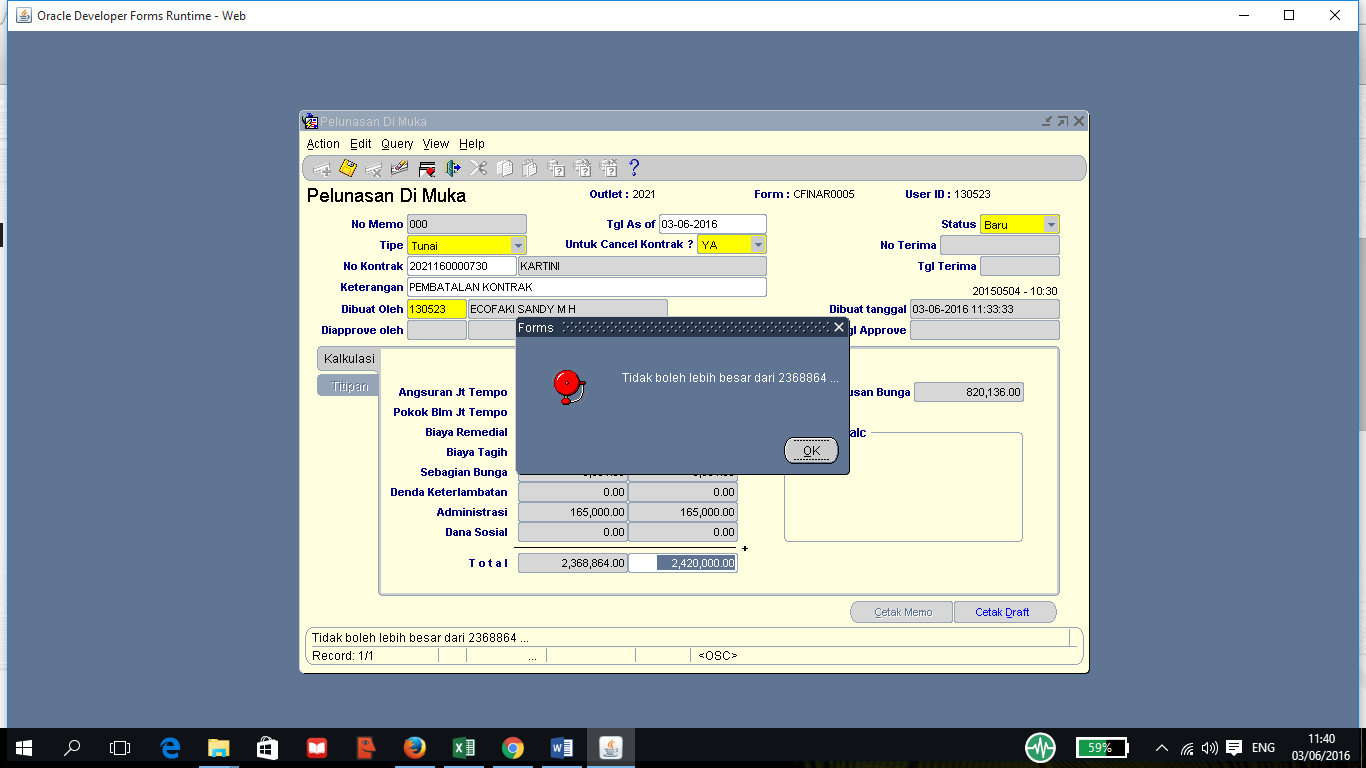 Oracle Developer Forms Runtime - Web
Pelunasan Di Muka
Action Edit Query View Help
Pelunasan Di Muka Outlet : 2021 Form : CFINAR0005 User ID : 130523
No Memo 000 Tgl As of 03-06-2016 Status Baru
Tipe Tunai Untuk Cancel Kontrak ? YA No Terima
No Kontrak 2021160000730 KARTINI Tgl Terima
Keterangan PEMBATALAN KONTRAK 20150504 - 10:30
Dibuat Oleh 130523 ECOFAKI SANDY M H Dibuat tanggal 03-06-2016 11:33:33
Diapprove oleh Approve
Forms
Kalkulasi
Titipan
Tidak boleh lebih besar dari 2368864 ...
Angsuran Jt Tempo Bunga 820,136.00
Pokok Blm Jt Tempo
Biaya Remedial
Biaya Tagih
OK
Sebagian Bunga
Denda Keterlambatan 0.00 0.00
Administrasi 165,000.00 165,000.00
Dana Sosial 0.00 0.00
+
T o t a l 2,368,864.00 2,420,000.00
Cetak Memo Cetak Draft
Tidak boleh lebih besar dari 2368864 ...
Record: 1/1 ... <OSC>
59% ENG 11:40
03/06/2016